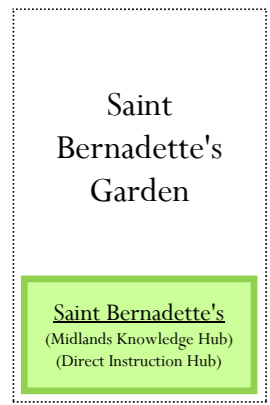 Saint
Bernadette's
Garden
Saint Bernadette's
(Midlands Knowledge Hub)
(Direct Instruction Hub)